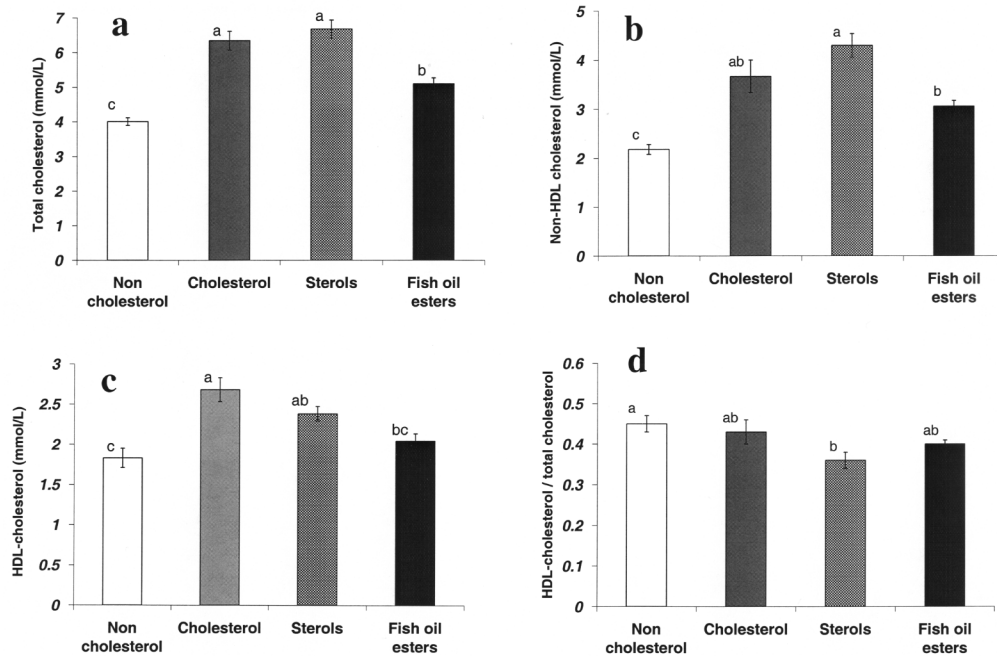 a
Total cholesterol (mmol/L)
7
6
5
4
3
2
1
0
c
a
a
b
Non
cholesterol
Cholesterol
Sterols
Fish oil
esters
b
Non-HDL cholesterol (mmol/L)
5
4
3
2
1
0
c
ab
a
b
Non
cholesterol
Cholesterol
Sterols
Fish oil
esters
c
HDL-cholesterol (mmol/L)
3
2.5
2
1.5
1
0.5
0
c
a
ab
bc
Non
cholesterol
Cholesterol
Sterols
Fish oil
esters
d
HDL-cholesterol / total cholesterol
0.6
0.5
0.4
0.3
0.2
0.1
0
a
ab
b
ab
Non
cholesterol
Cholesterol
Sterols
Fish oil
esters